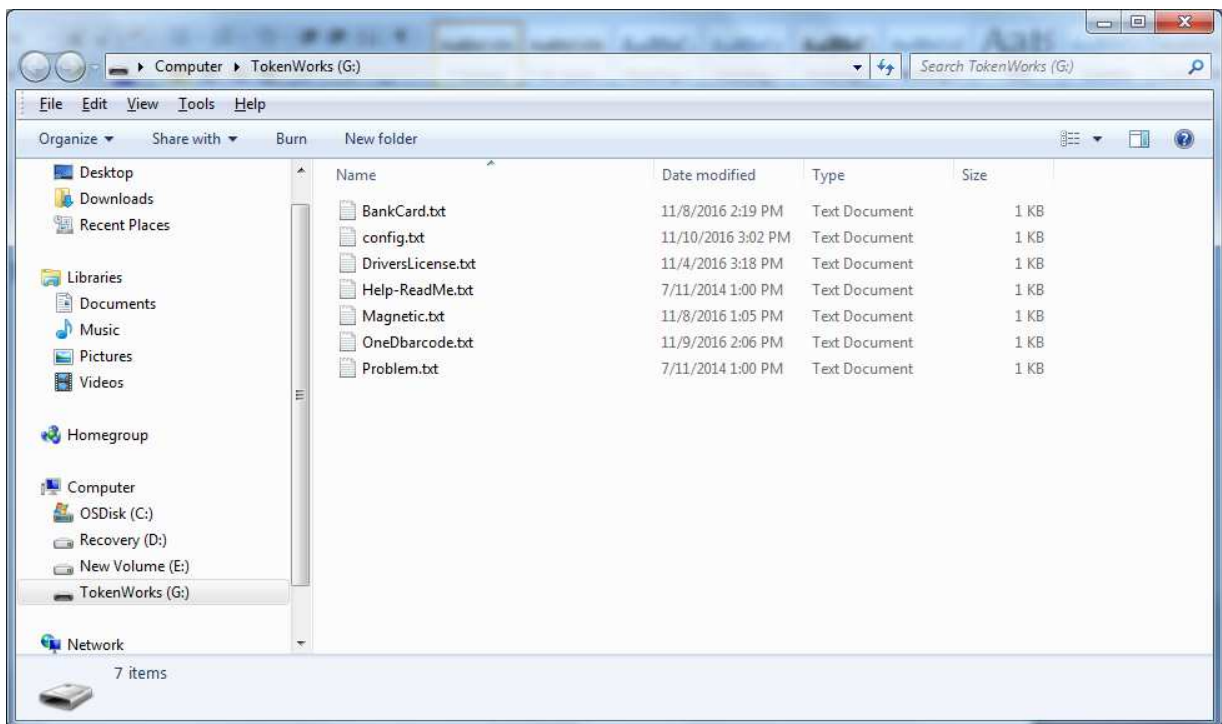 Computer ▸ TokenWorks (G:) Search TokenWorks (G:)
File Edit View Tools Help
Organize Share with Burn New folder
Desktop
Downloads
Recent Places
Libraries
Documents
Music
Pictures
Videos
Homegroup
Computer
OSDisk (C:)
Recovery (D:)
New Volume (E:)
TokenWorks (G:)
Network
Name Date modified Type Size
BankCard.txt 11/8/2016 2:19 PM Text Document 1 KB
config.txt 11/10/2016 3:02 PM Text Document 1 KB
DriversLicense.txt 11/4/2016 3:18 PM Text Document 1 KB
Help-ReadMe.txt 7/11/2014 1:00 PM Text Document 1 KB
Magnetic.txt 11/8/2016 1:05 PM Text Document 1 KB
OneDbarcode.txt 11/9/2016 2:06 PM Text Document 1 KB
Problem.txt 7/11/2014 1:00 PM Text Document 1 KB
7 items